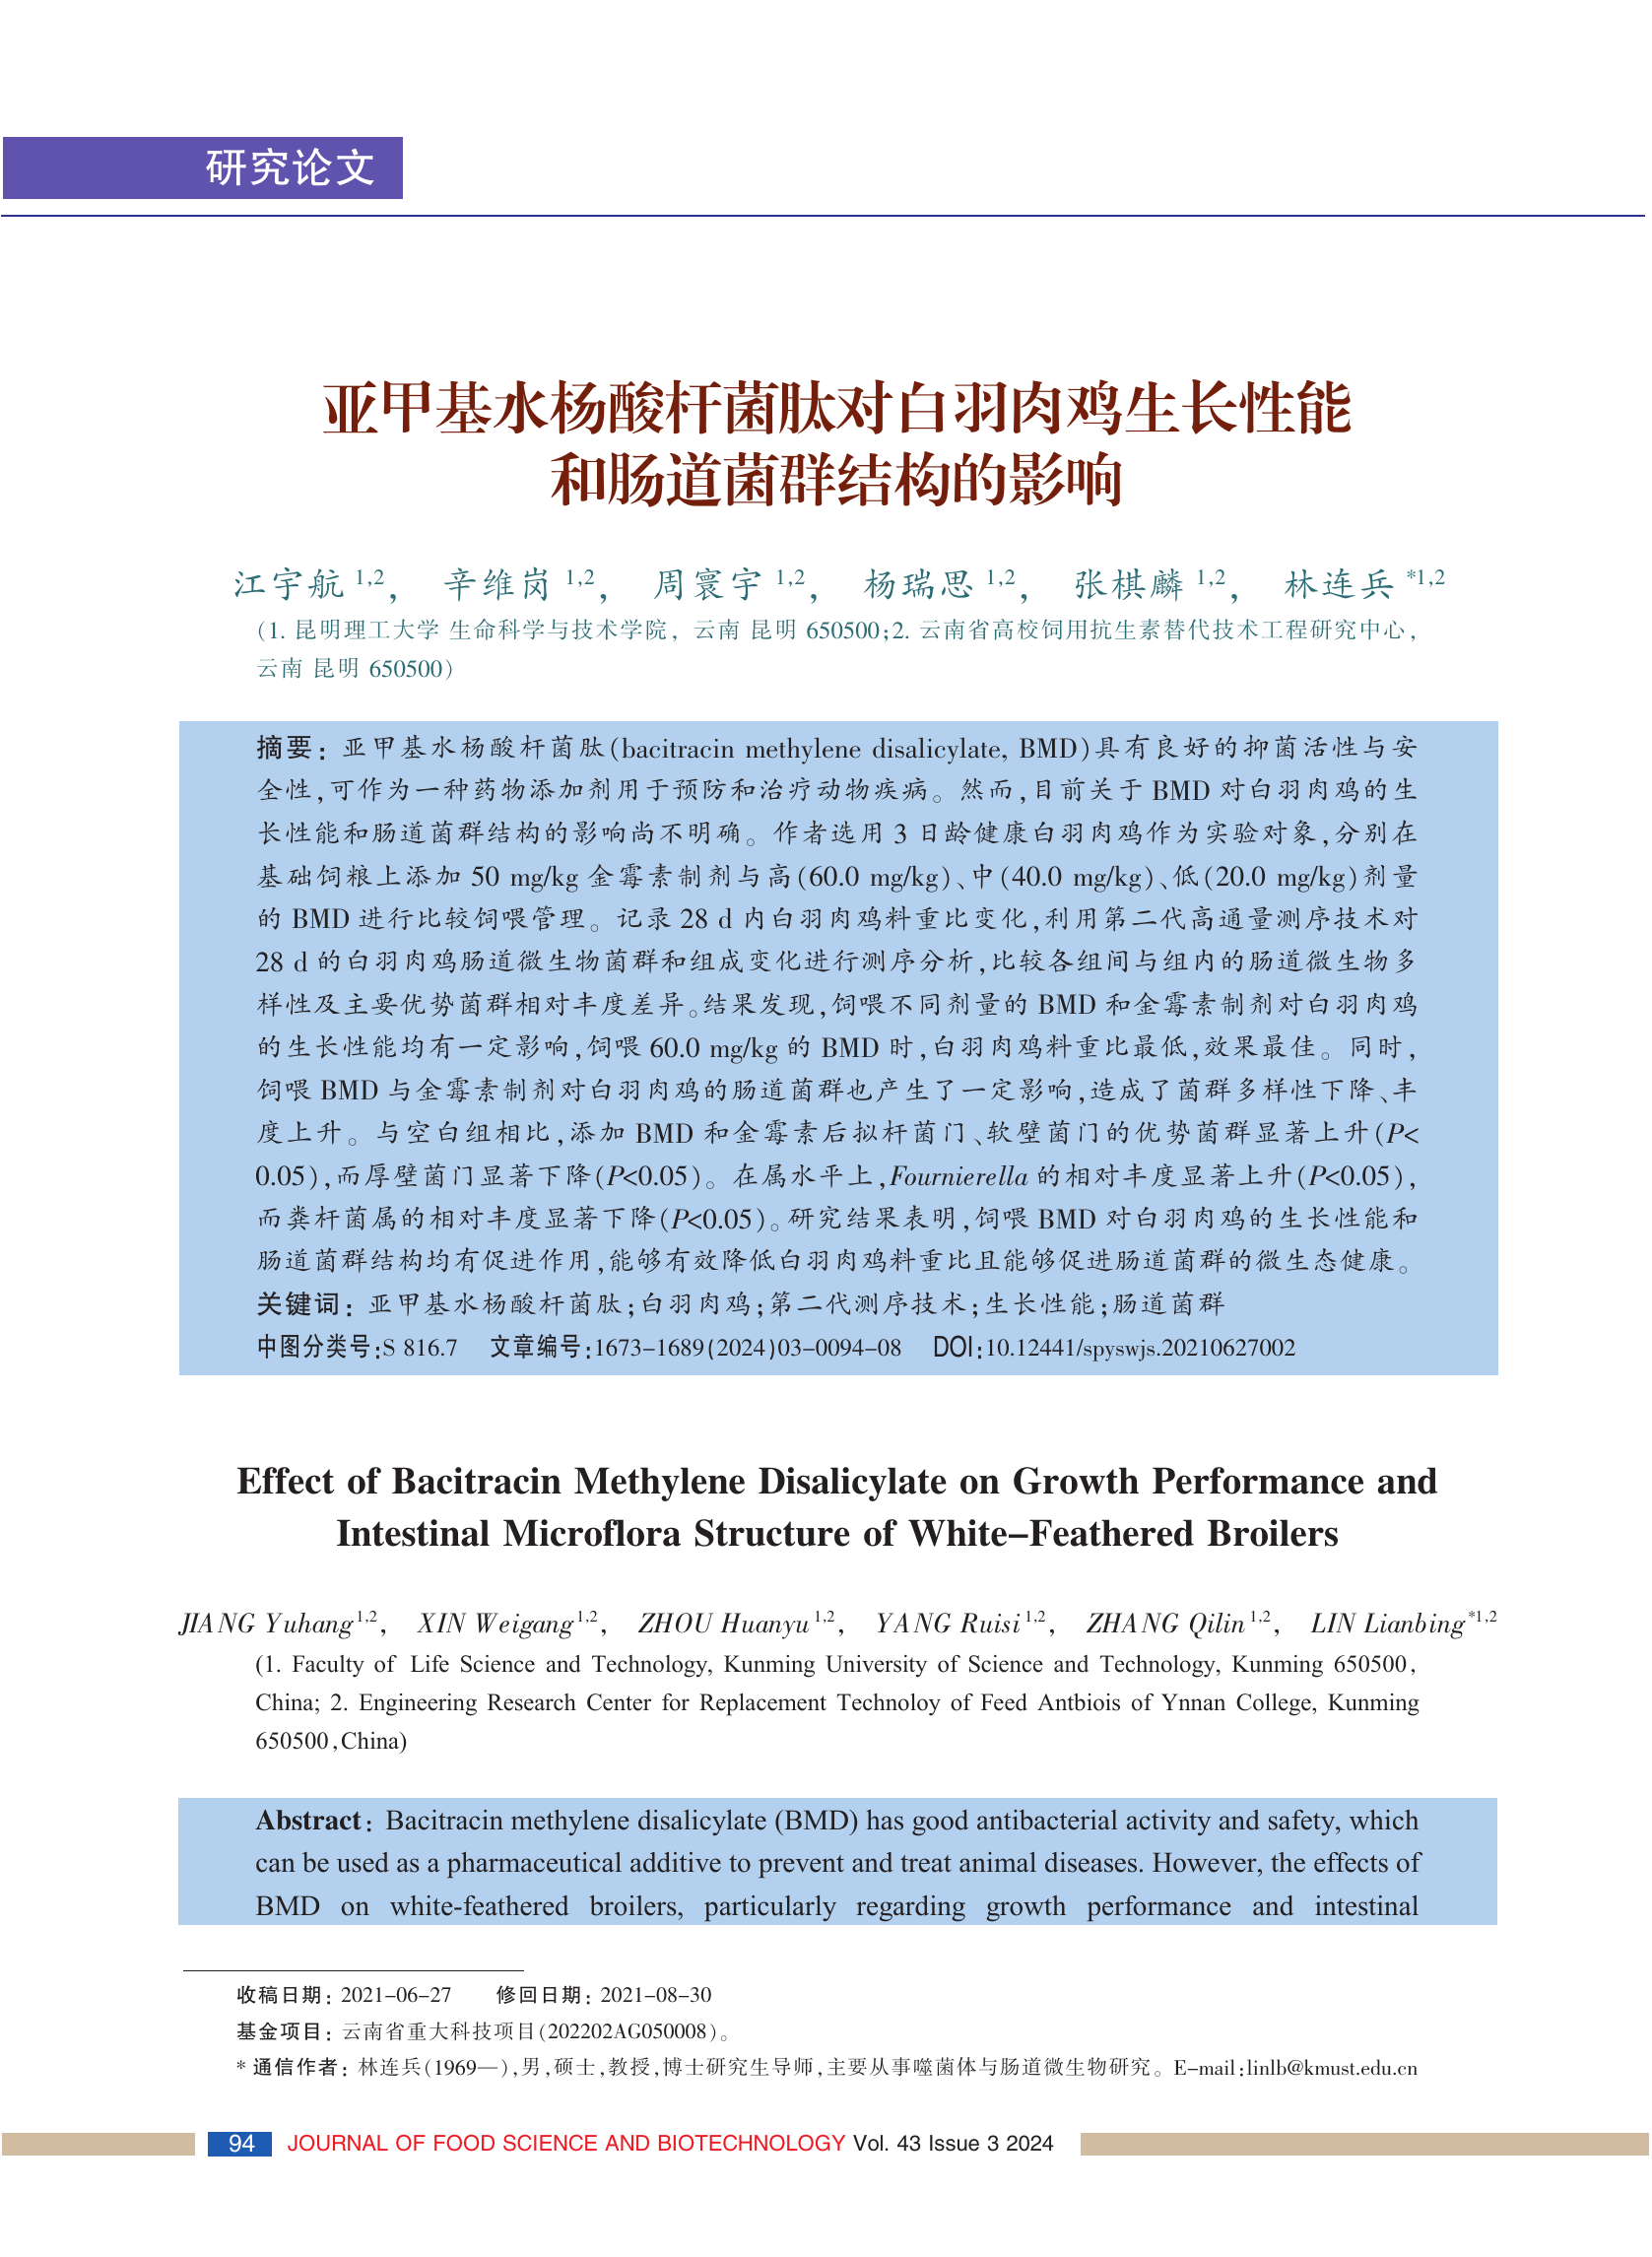 研究论文
亚甲基水杨酸杆菌肽对白羽肉鸡生长性能
和肠道菌群结构的影响
江宇航 1,2， 辛维岗 1,2， 周寰宇 1,2， 杨瑞思 1,2， 张棋麟 1,2， 林连兵 *1,2
(1. 昆明理工大学 生命科学与技术学院，云南 昆明 650500;2. 云南省高校饲用抗生素替代技术工程研究中心，
云南 昆明 650500)
摘要：亚甲基水杨酸杆菌肽(bacitracin methylene disalicylate, BMD)具有良好的抑菌活性与安
全性,可作为一种药物添加剂用于预防和治疗动物疾病。然而,目前关于 BMD 对白羽肉鸡的生
长性能和肠道菌群结构的影响尚不明确。作者选用 3 日龄健康白羽肉鸡作为实验对象,分别在
基础饲粮上添加 50 mg/kg 金霉素制剂与高(60.0 mg/kg)、中(40.0 mg/kg)、低(20.0 mg/kg)剂量
的 BMD 进行比较饲喂管理。记录 28 d 内白羽肉鸡料重比变化,利用第二代高通量测序技术对
28 d 的白羽肉鸡肠道微生物菌群和组成变化进行测序分析,比较各组间与组内的肠道微生物多
样性及主要优势菌群相对丰度差异。结果发现,饲喂不同剂量的 BMD 和金霉素制剂对白羽肉鸡
的生长性能均有一定影响,饲喂 60.0 mg/kg 的 BMD 时,白羽肉鸡料重比最低,效果最佳。同时,
饲喂 BMD 与金霉素制剂对白羽肉鸡的肠道菌群也产生了一定影响,造成了菌群多样性下降、丰
度上升。与空白组相比,添加 BMD 和金霉素后拟杆菌门、软壁菌门的优势菌群显著上升(P<
0.05),而厚壁菌门显著下降(P<0.05)。在属水平上,Fournierella 的相对丰度显著上升(P<0.05),
而粪杆菌属的相对丰度显著下降(P<0.05)。研究结果表明,饲喂 BMD 对白羽肉鸡的生长性能和
肠道菌群结构均有促进作用,能够有效降低白羽肉鸡料重比且能够促进肠道菌群的微生态健康。
关键词：亚甲基水杨酸杆菌肽;白羽肉鸡;第二代测序技术;生长性能;肠道菌群
中图分类号:S 816.7 文章编号:1673-1689(2024)03-0094-08 DOI:10.12441/spyswjs.20210627002
Effect of Bacitracin Methylene Disalicylate on Growth Performance and
Intestinal Microflora Structure of White-Feathered Broilers
JIANG Yuhang1,2, XIN Weigang1,2, ZHOU Huanyu1,2, YANG Ruisi1,2, ZHANG Qilin1,2, LIN Lianbing*1,2
(1. Faculty of Life Science and Technology, Kunming University of Science and Technology, Kunming 650500,
China; 2. Engineering Research Center for Replacement Technoloy of Feed Antbiois of Ynnan College, Kunming
650500,China)
Abstract: Bacitracin methylene disalicylate (BMD) has good antibacterial activity and safety, which
can be used as a pharmaceutical additive to prevent and treat animal diseases. However, the effects of
BMD on white-feathered broilers, particularly regarding growth performance and intestinal
收稿日期：2021-06-27 修回日期：2021-08-30
基金项目：云南省重大科技项目(202202AG050008)。
* 通信作者：林连兵(1969—),男,硕士,教授,博士研究生导师,主要从事噬菌体与肠道微生物研究。E-mail:linlb@kmust.edu.cn
94 JOURNAL OF FOOD SCIENCE AND BIOTECHNOLOGY Vol. 43 Issue 3 2024